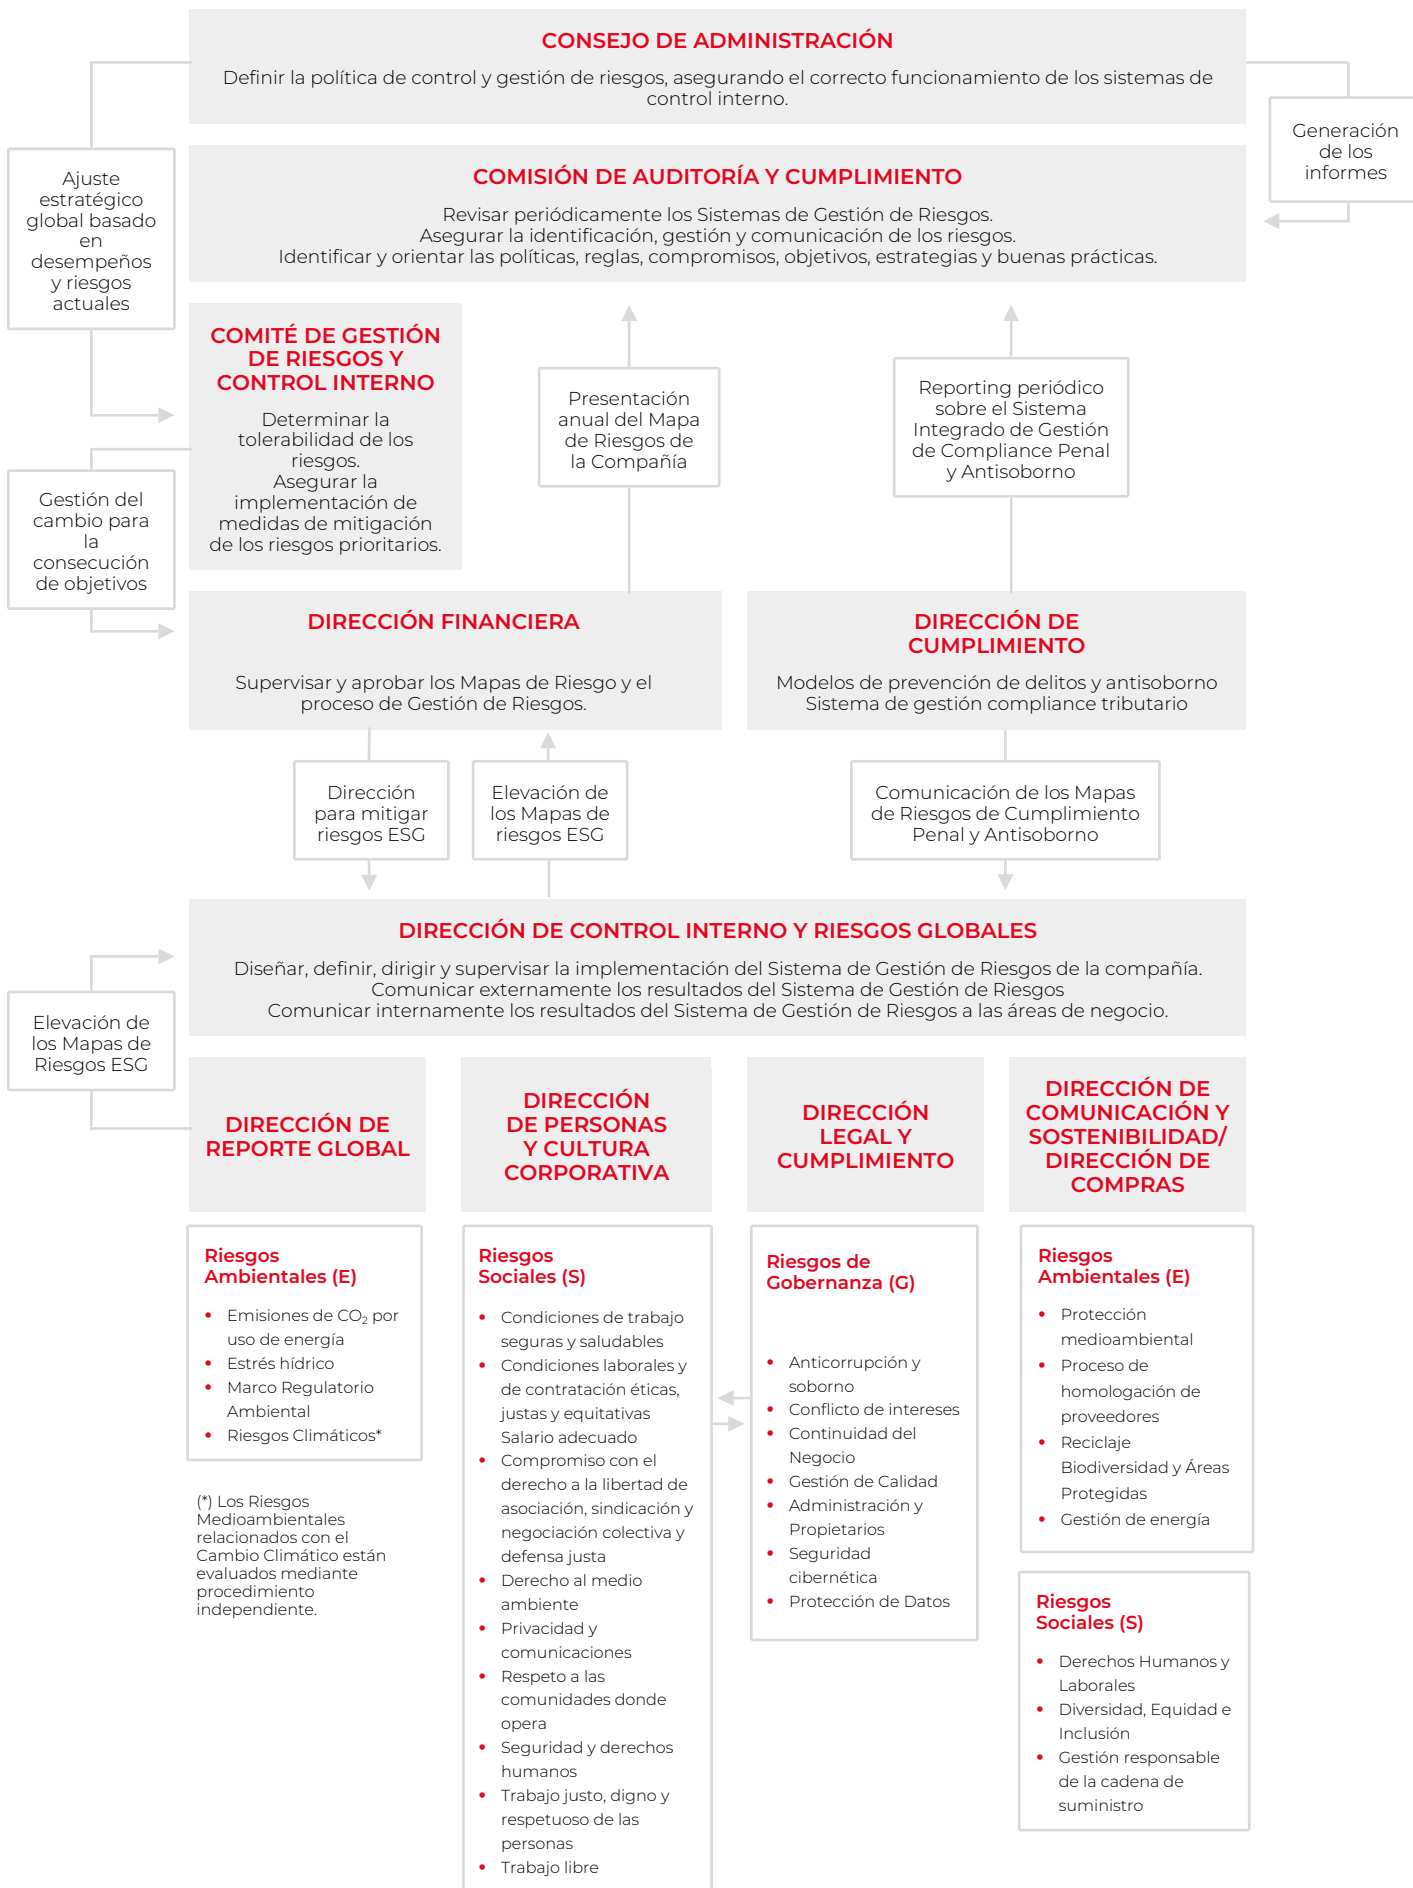 CONSEJO DE ADMINISTRACIÓN
Definir la política de control y gestión de riesgos, asegurando el correcto funcionamiento de los sistemas de
control interno.
Generación
de los
informes
Ajuste
estratégico
global basado
en
desempeños
y riesgos
actuales
COMISIÓN DE AUDITORÍA Y CUMPLIMIENTO
Revisar periódicamente los Sistemas de Gestión de Riesgos.
Asegurar la identificación, gestión y comunicación de los riesgos.
Identificar y orientar las políticas, reglas, compromisos, objetivos, estrategias y buenas prácticas.
COMITÉ DE GESTIÓN
DE RIESGOS Y
CONTROL INTERNO
Determinar la
tolerabilidad de los
riesgos.
Asegurar la
implementación de
medidas de mitigación
de los riesgos prioritarios.
Presentación
anual del Mapa
de Riesgos de
la Compañía
Reporting periódico
sobre el Sistema
Integrado de Gestión
de Compliance Penal
y Antisoborno
Gestión del
cambio para
la
consecución
de objetivos
DIRECCIÓN FINANCIERA
Supervisar y aprobar los Mapas de Riesgo y el
proceso de Gestión de Riesgos.
DIRECCIÓN DE
CUMPLIMIENTO
Modelos de prevención de delitos y antisoborno
Sistema de gestión compliance tributario
Dirección
para mitigar
riesgos ESG
Elevación de
los Mapas de
riesgos ESG
Comunicación de los Mapas
de Riesgos de Cumplimiento
Penal y Antisoborno
DIRECCIÓN DE CONTROL INTERNO Y RIESGOS GLOBALES
Diseñar, definir, dirigir y supervisar la implementación del Sistema de Gestión de Riesgos de la compañía.
Comunicar externamente los resultados del Sistema de Gestión de Riesgos
Comunicar internamente los resultados del Sistema de Gestión de Riesgos a las áreas de negocio.
Elevación de
los Mapas de
Riesgos ESG
DIRECCIÓN DE
REPORTE GLOBAL
DIRECCIÓN
DE PERSONAS
Y CULTURA
CORPORATIVA
DIRECCIÓN
LEGAL Y
CUMPLIMIENTO
DIRECCIÓN DE
COMUNICACIÓN Y
SOSTENIBILIDAD/
DIRECCIÓN DE
COMPRAS
Riesgos
Ambientales (E)
• Emisiones de CO₂ por
uso de energía
• Estrés hídrico
• Marco Regulatorio
Ambiental
• Riesgos Climáticos*
(*) Los Riesgos
Medioambientales
relacionados con el
Cambio Climático están
evaluados mediante
procedimiento
independiente.
Riesgos
Sociales (S)
• Condiciones de trabajo
seguras y saludables
• Condiciones laborales y
de contratación éticas,
justas y equitativas
Salario adecuado
• Compromiso con el
derecho a la libertad de
asociación, sindicación y
negociación colectiva y
defensa justa
• Derecho al medio
ambiente
• Privacidad y
comunicaciones
• Respeto a las
comunidades donde
opera
• Seguridad y derechos
humanos
• Trabajo justo, digno y
respetuoso de las
personas
• Trabajo libre
Riesgos de
Gobernanza (G)
• Anticorrupción y
soborno
• Conflicto de intereses
• Continuidad del
Negocio
• Gestión de Calidad
• Administración y
Propietarios
• Seguridad
cibernética
• Protección de Datos
Riesgos
Ambientales (E)
• Protección
medioambiental
• Proceso de
homologación de
proveedores
• Reciclaje
Biodiversidad y Áreas
Protegidas
• Gestión de energía
Riesgos
Sociales (S)
• Derechos Humanos y
Laborales
• Diversidad, Equidad e
Inclusión
• Gestión responsable
de la cadena de
suministro